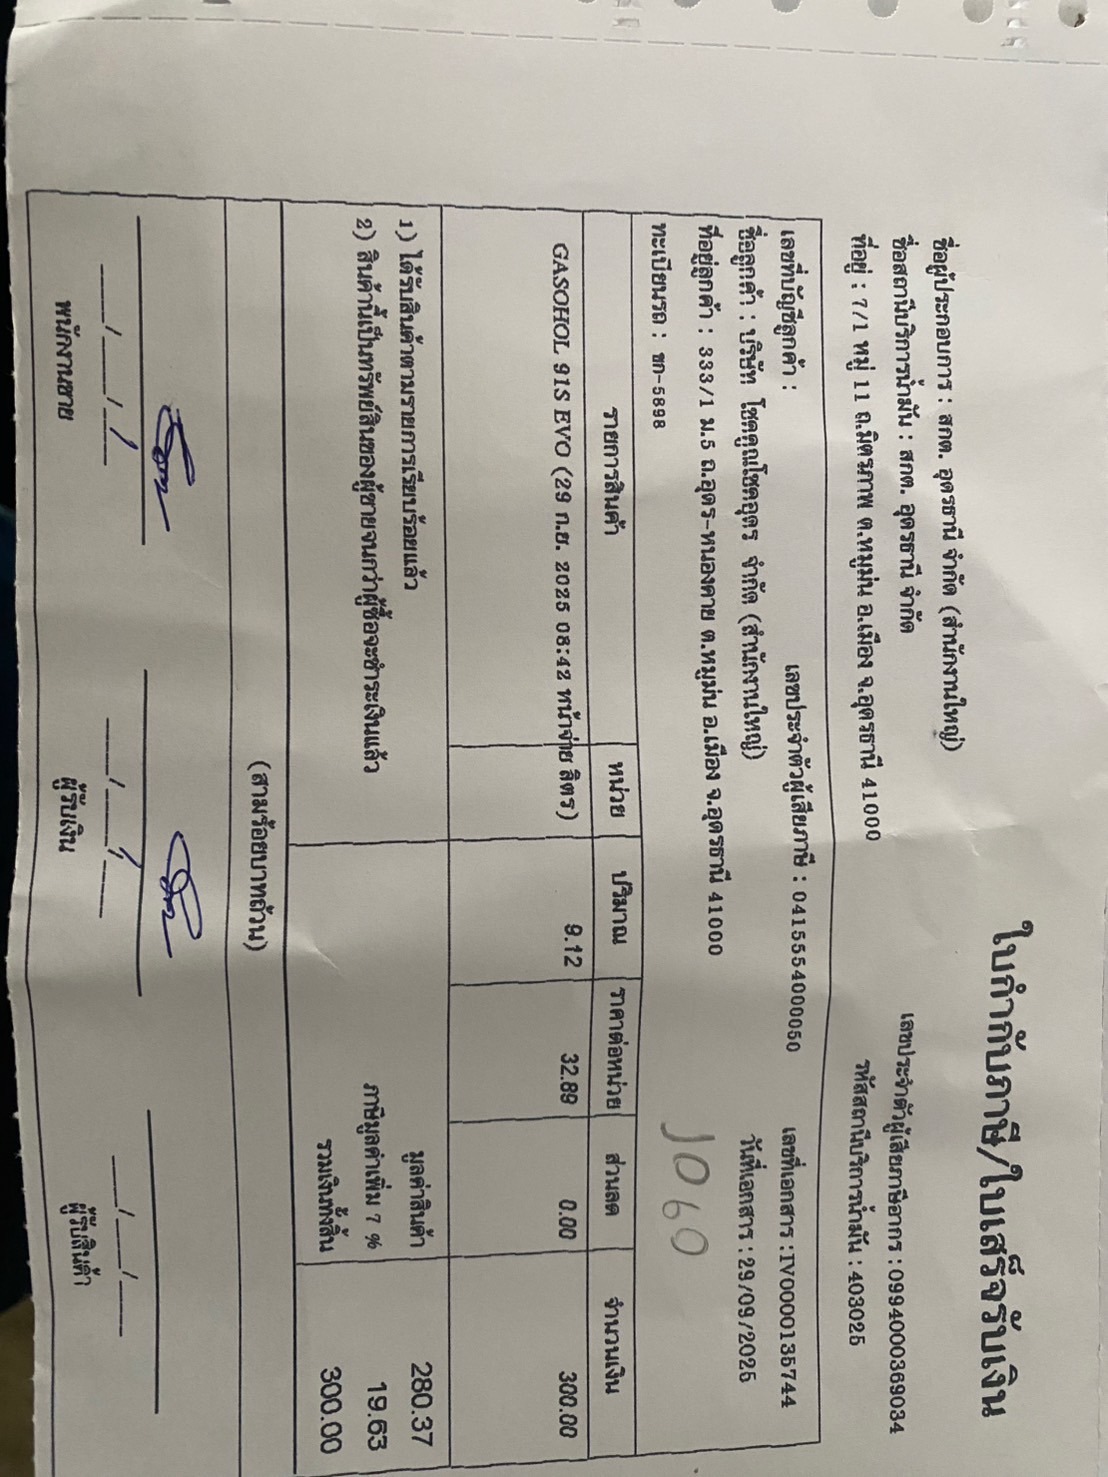 ใบกำกับภาษี/ใบเสร็จรับเงิน
ชื่อผู้ประกอบการ : สกต. อุดรธานี จำกัด (สำนักงานใหญ่) เลขประจำตัวผู้เสียภาษีอากร : 0994000369034
ชื่อสถานีบริการน้ำมัน : สกต. อุดรธานี จำกัด รหัสสถานีบริการน้ำมัน : 403025
ที่อยู่ : 7/1 หมู่ 11 ถ.มิตรภาพ ต.หมูม่น อ.เมือง จ.อุดรธานี 41000
เลขที่บัญชีลูกค้า : เลขประจำตัวผู้เสียภาษี : 0415554000050 เลขที่เอกสาร : IV0000135744
ชื่อลูกค้า : บริษัท โชคคูณโชคอุดร จำกัด (สำนักงานใหญ่) วันที่เอกสาร : 29/09/2025
ที่อยู่ลูกค้า : 333/1 ม.5 ถ.อุดร-หนองคาย ต.หมูม่น อ.เมือง จ.อุดรธานี 41000
ทะเบียนรถ : ชก-5898 1060
รายการสินค้า หน่วย ปริมาณ ราคาต่อหน่วย ส่วนลด จำนวนเงิน
GASOHOL 91S EVO (29 ก.ย. 2025 08:42 หน้าจ่าย ลิตร) 9.12 32.89 0.00 300.00
1) ได้รับสินค้าตามรายการเรียบร้อยแล้ว มูลค่าสินค้า 280.37
2) สินค้านี้เป็นทรัพย์สินของผู้ขายจนกว่าผู้ซื้อจะชำระเงินแล้ว ภาษีมูลค่าเพิ่ม 7 % 19.63
รวมเงินทั้งสิ้น 300.00
(สามร้อยบาทถ้วน)
___/___/___ ___/___/___ ___/___/___
พนักงานขาย ผู้รับเงิน ผู้รับสินค้า